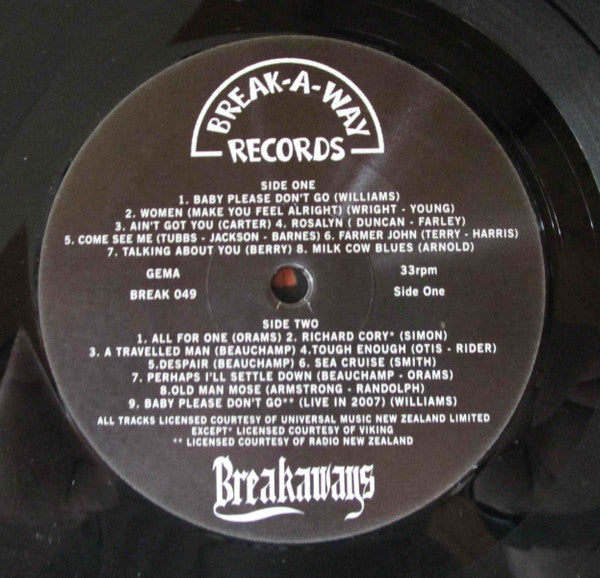 BREAK-A-WAY
RECORDS
SIDE ONE
1. BABY PLEASE DON'T GO (WILLIAMS)
2. WOMEN (MAKE YOU FEEL ALRIGHT) (WRIGHT - YOUNG)
3. AIN'T GOT YOU (CARTER) 4. ROSALYN ( DUNCAN - FARLEY)
5. COME SEE ME (TUBBS - JACKSON - BARNES) 6. FARMER JOHN (TERRY - HARRIS)
7. TALKING ABOUT YOU (BERRY) 8. MILK COW BLUES (ARNOLD)
GEMA 33rpm
BREAK 049 Side One
SIDE TWO
1. ALL FOR ONE (ORAMS) 2. RICHARD CORY* (SIMON)
3. A TRAVELLED MAN (BEAUCHAMP) 4.TOUGH ENOUGH (OTIS - RIDER)
5.DESPAIR (BEAUCHAMP) 6. SEA CRUISE (SMITH)
7. PERHAPS I'LL SETTLE DOWN (BEAUCHAMP - ORAMS)
8.OLD MAN MOSE (ARMSTRONG - RANDOLPH)
9. BABY PLEASE DON'T GO** (LIVE IN 2007) (WILLIAMS)
ALL TRACKS LICENSED COURTESY OF UNIVERSAL MUSIC NEW ZEALAND LIMITED
EXCEPT* LICENSED COURTESY OF VIKING
** LICENSED COURTESY OF RADIO NEW ZEALAND
Breakaways